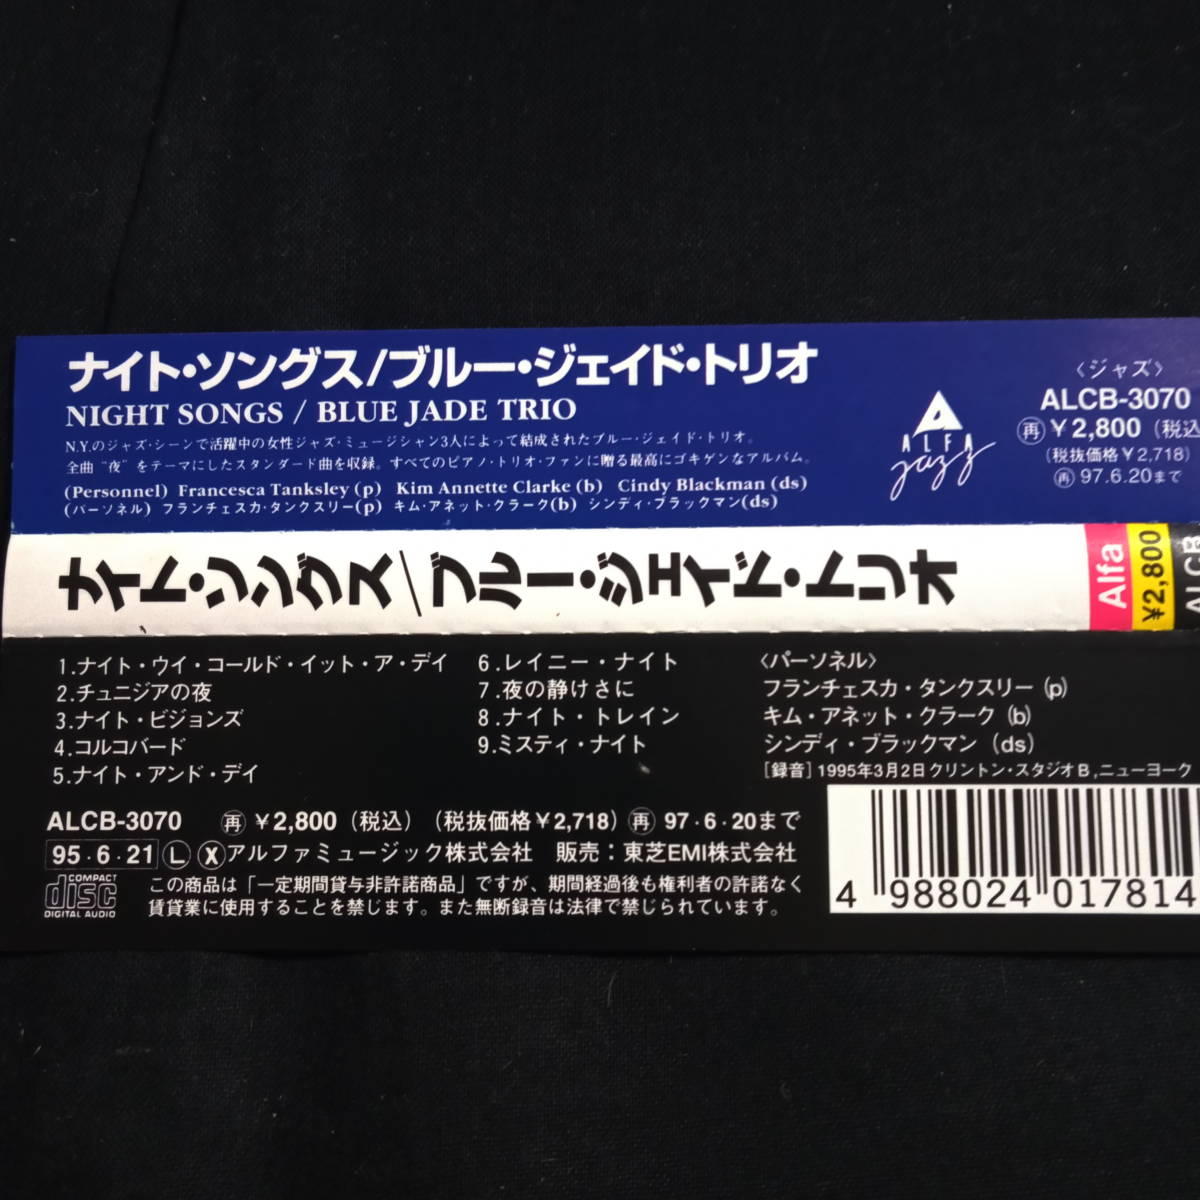 ナイト・ソングス/ブルー・ジェイド・トリオ
NIGHT SONGS / BLUE JADE TRIO
N.Y.のジャズ・シーンで活躍中の女性ジャズ・ミュージシャン3人によって結成されたブルー・ジェイド・トリオ。
全曲“夜”をテーマにしたスタンダード曲を収録。すべてのピアノ・トリオ・ファンに贈る最高にゴキゲンなアルバム。
(Personnel) Francesca Tanksley (p) Kim Annette Clarke (b) Cindy Blackman (ds)
(パーソネル) フランチェスカ・タンクスリー(p) キム・アネット・クラーク(b) シンディ・ブラックマン(ds)
ALFA
jazz
〈ジャズ〉
ALCB-3070
再 ¥2,800 (税込
(税抜価格¥2,718)
再 97.6.20まで
ナイト・ソングス/ブルー・ジェイド・トリオ
Alfa
¥2,800
ALCB
1.ナイト・ウイ・コールド・イット・ア・デイ
2.チュニジアの夜
3.ナイト・ビジョンズ
4.コルコバード
5.ナイト・アンド・デイ
6.レイニー・ナイト
7.夜の静けさに
8.ナイト・トレイン
9.ミスティ・ナイト
〈パーソネル〉
フランチェスカ・タンクスリー (p)
キム・アネット・クラーク (b)
シンディ・ブラックマン (ds)
[録音] 1995年3月2日 クリントン・スタジオB,ニューヨーク
ALCB-3070 再 ¥2,800 (税込) (税抜価格¥2,718) 再 97・6・20まで
95・6・21 L X アルファミュージック株式会社 販売:東芝EMI株式会社
COMPACT disc DIGITAL AUDIO
この商品は「一定期間貸与非許諾商品」ですが、期間経過後も権利者の許諾なく
賃貸業に使用することを禁じます。また無断録音は法律で禁じられています。
4 988024 017814